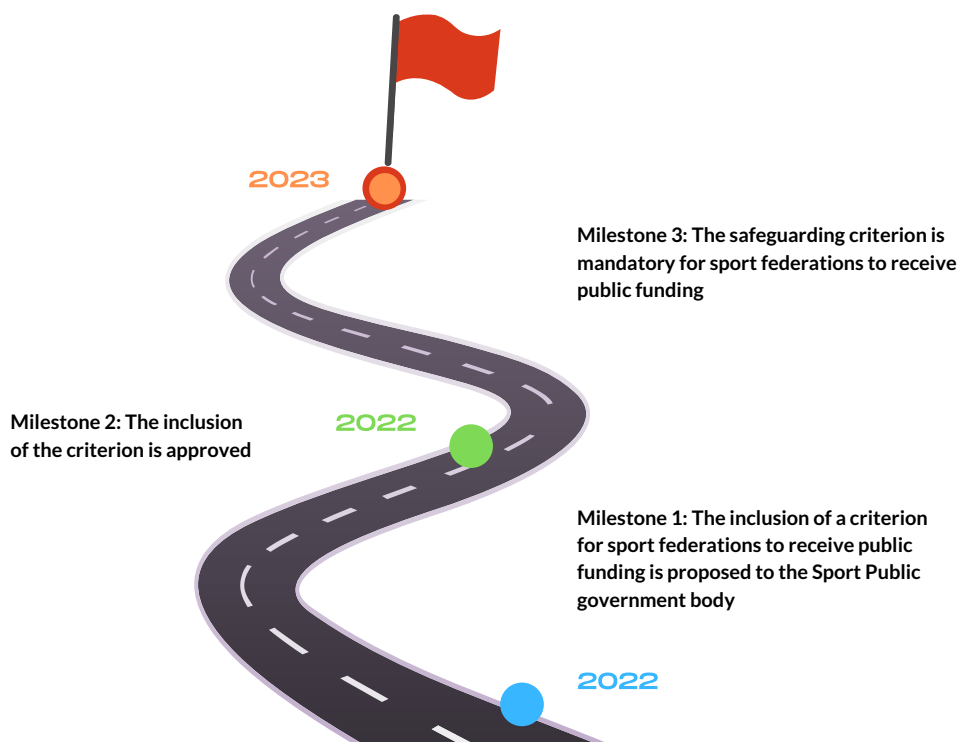 2023
Milestone 3: The safeguarding criterion is
mandatory for sport federations to receive
public funding
Milestone 2: The inclusion
of the criterion is approved
2022
Milestone 1: The inclusion of a criterion
for sport federations to receive public
funding is proposed to the Sport Public
government body
2022